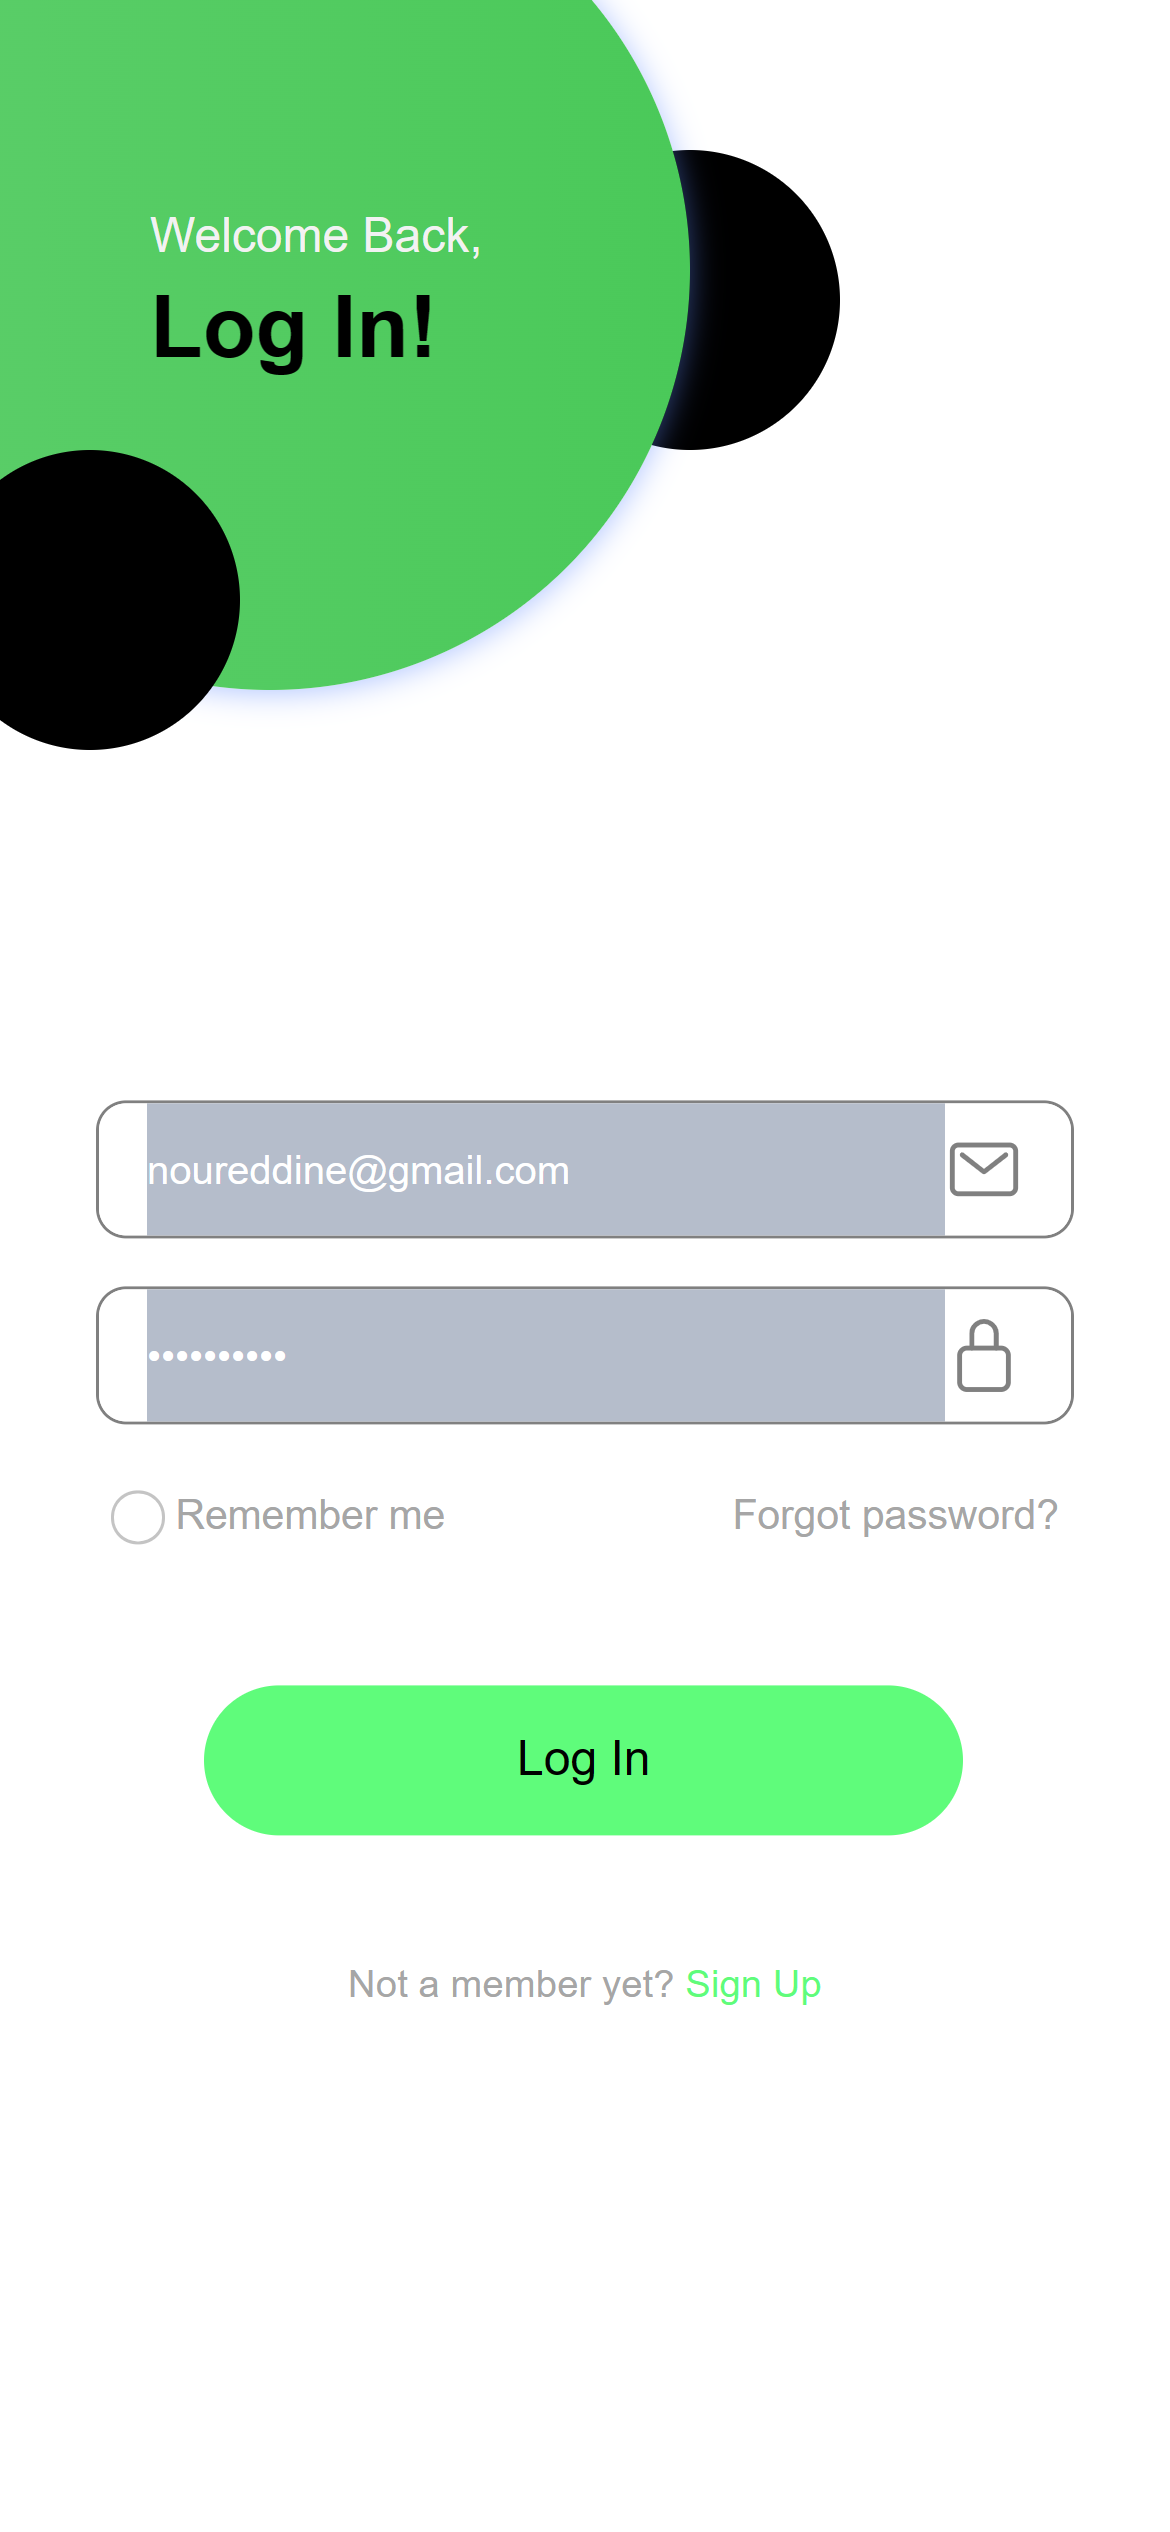 Welcome Back,
Log In!
noureddine@gmail.com
••••••••••
Remember me
Forgot password?
Log In
Not a member yet? Sign Up